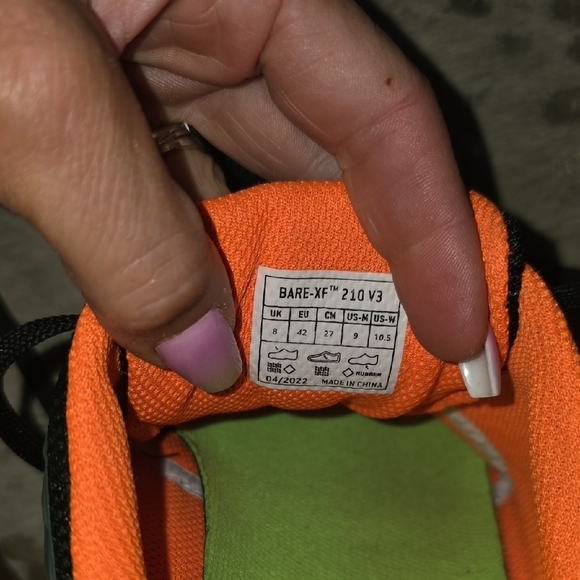 BARE-XF™ 210 V3
UK EU CN US-M US-W
8 42 27 9 10.5
RUBBER
04/2022 MADE IN CHINA